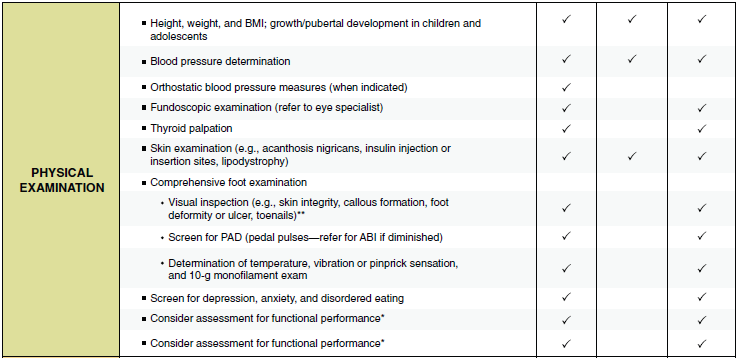 PHYSICAL
EXAMINATION
▪ Height, weight, and BMI; growth/pubertal development in children and
adolescents ✓ ✓ ✓
▪ Blood pressure determination ✓ ✓ ✓
▪ Orthostatic blood pressure measures (when indicated) ✓
▪ Fundoscopic examination (refer to eye specialist) ✓ ✓
▪ Thyroid palpation ✓ ✓
▪ Skin examination (e.g., acanthosis nigricans, insulin injection or
insertion sites, lipodystrophy) ✓ ✓ ✓
▪ Comprehensive foot examination
⬩ Visual inspection (e.g., skin integrity, callous formation, foot
deformity or ulcer, toenails)** ✓ ✓
⬩ Screen for PAD (pedal pulses—refer for ABI if diminished) ✓ ✓
⬩ Determination of temperature, vibration or pinprick sensation,
and 10-g monofilament exam ✓ ✓
▪ Screen for depression, anxiety, and disordered eating ✓ ✓
▪ Consider assessment for functional performance* ✓ ✓
▪ Consider assessment for functional performance* ✓ ✓